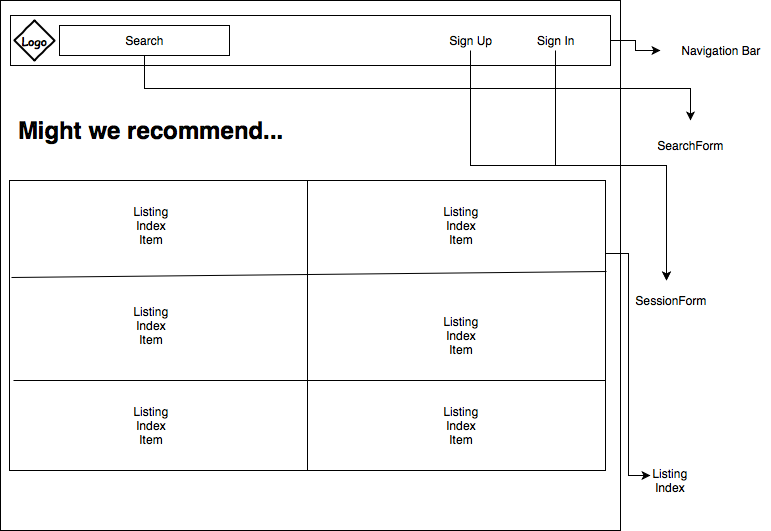 Logo
Search
Sign Up
Sign In
Navigation Bar
Might we recommend...
SearchForm
Listing
Index
Item
Listing
Index
Item
SessionForm
Listing
Index
Item
Listing
Index
Item
Listing
Index
Item
Listing
Index
Item
Listing
Index